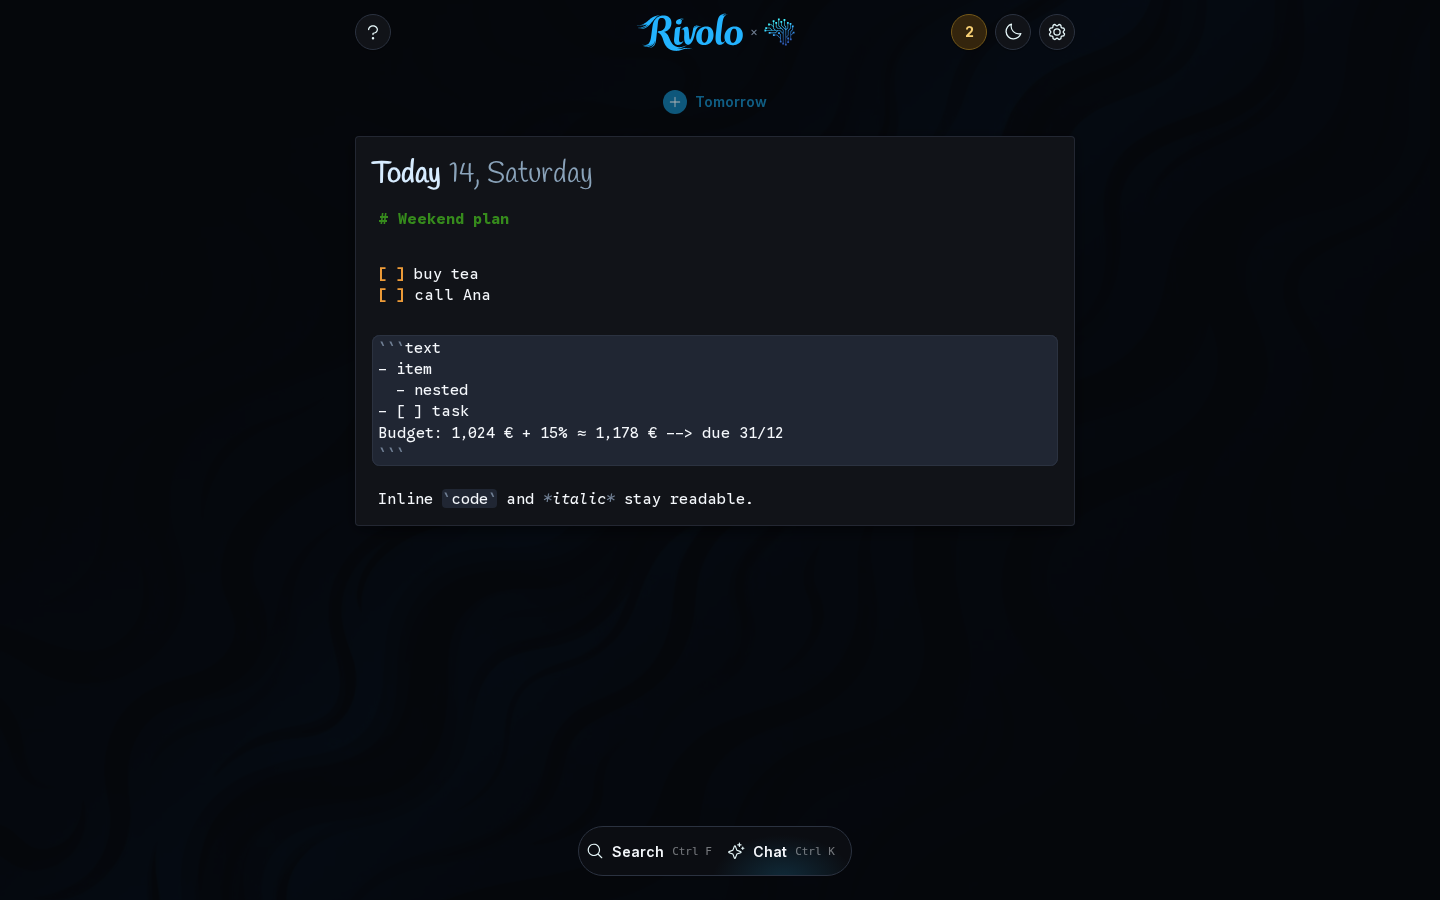 ?
Rivolo ×
2
+ Tomorrow
Today 14, Saturday
# Weekend plan
[ ] buy tea
[ ] call Ana
```text
- item
  - nested
- [ ] task
Budget: 1,024 € + 15% ≈ 1,178 € --> due 31/12
```
Inline `code` and *italic* stay readable.
Search Ctrl F Chat Ctrl K